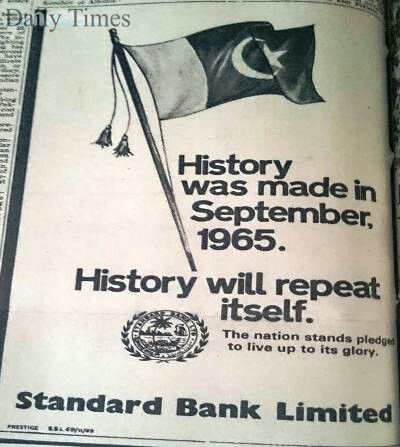 Daily Times
History
was made in
September,
1965.
History will repeat
itself.
The nation stands pledged
to live up to its glory.
Standard Bank Limited
PRESTIGE